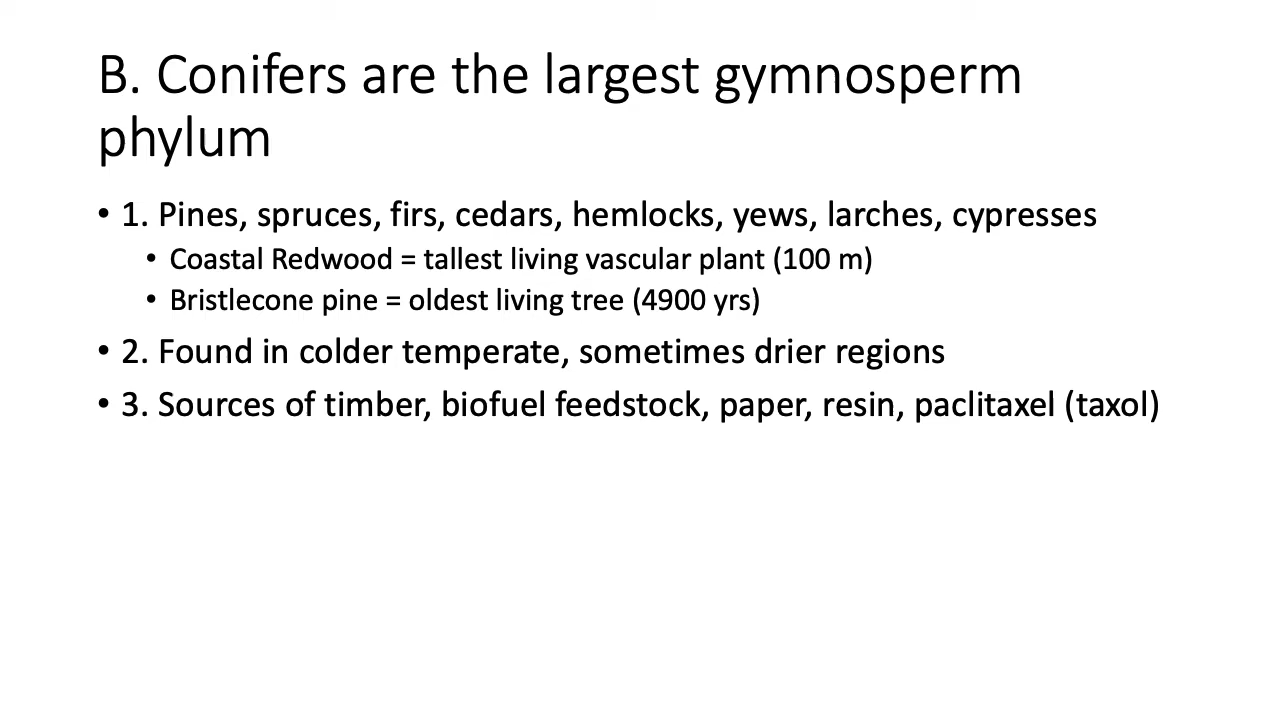 B. Conifers are the largest gymnosperm
phylum
• 1. Pines, spruces, firs, cedars, hemlocks, yews, larches, cypresses
• Coastal Redwood = tallest living vascular plant (100 m)
• Bristlecone pine = oldest living tree (4900 yrs)
• 2. Found in colder temperate, sometimes drier regions
• 3. Sources of timber, biofuel feedstock, paper, resin, paclitaxel (taxol)